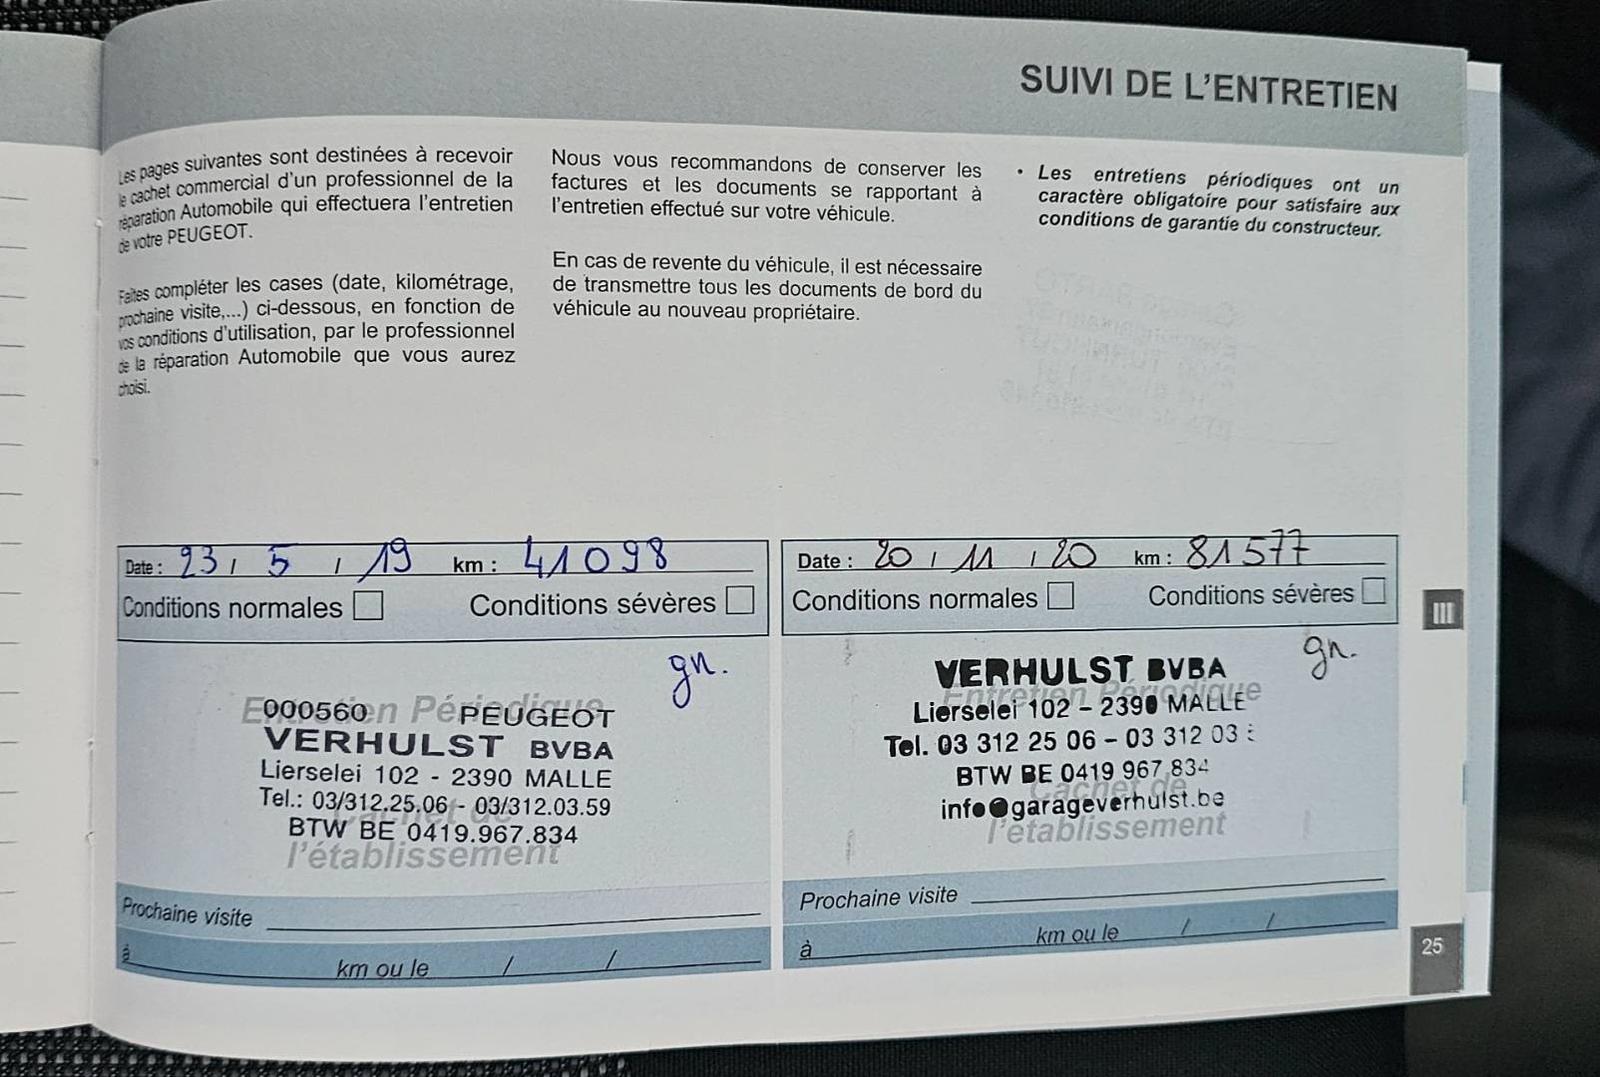 SUIVI DE L'ENTRETIEN
Les pages suivantes sont destinées à recevoir
le cachet commercial d'un professionnel de la
réparation Automobile qui effectuera l'entretien
de votre PEUGEOT.
Faites compléter les cases (date, kilométrage,
prochaine visite,...) ci-dessous, en fonction de
vos conditions d'utilisation, par le professionnel
de la réparation Automobile que vous aurez
choisi.
Nous vous recommandons de conserver les
factures et les documents se rapportant à
l'entretien effectué sur votre véhicule.
En cas de revente du véhicule, il est nécessaire
de transmettre tous les documents de bord du
véhicule au nouveau propriétaire.
• Les entretiens périodiques ont un
caractère obligatoire pour satisfaire aux
conditions de garantie du constructeur.
Date : 23 / 5 / 19 km : 41098
Conditions normales Conditions sévères
gn.
Entretien Périodique
000560 PEUGEOT
VERHULST BVBA
Lierselei 102 - 2390 MALLE
Tel.: 03/312.25.06 - 03/312.03.59
Cachet de
BTW BE 0419.967.834
l'établissement
Prochaine visite
à km ou le / /
Date : 20 / 11 / 20 km : 81577
Conditions normales Conditions sévères
gn.
VERHULST BVBA
Entretien Périodique
Lierselei 102 - 2390 MALLE
Tel. 03 312 25 06 - 03 312 03
BTW BE 0419 967 834
Cachet de
info@garageverhulst.be
l'établissement
Prochaine visite
à km ou le / /
III
25